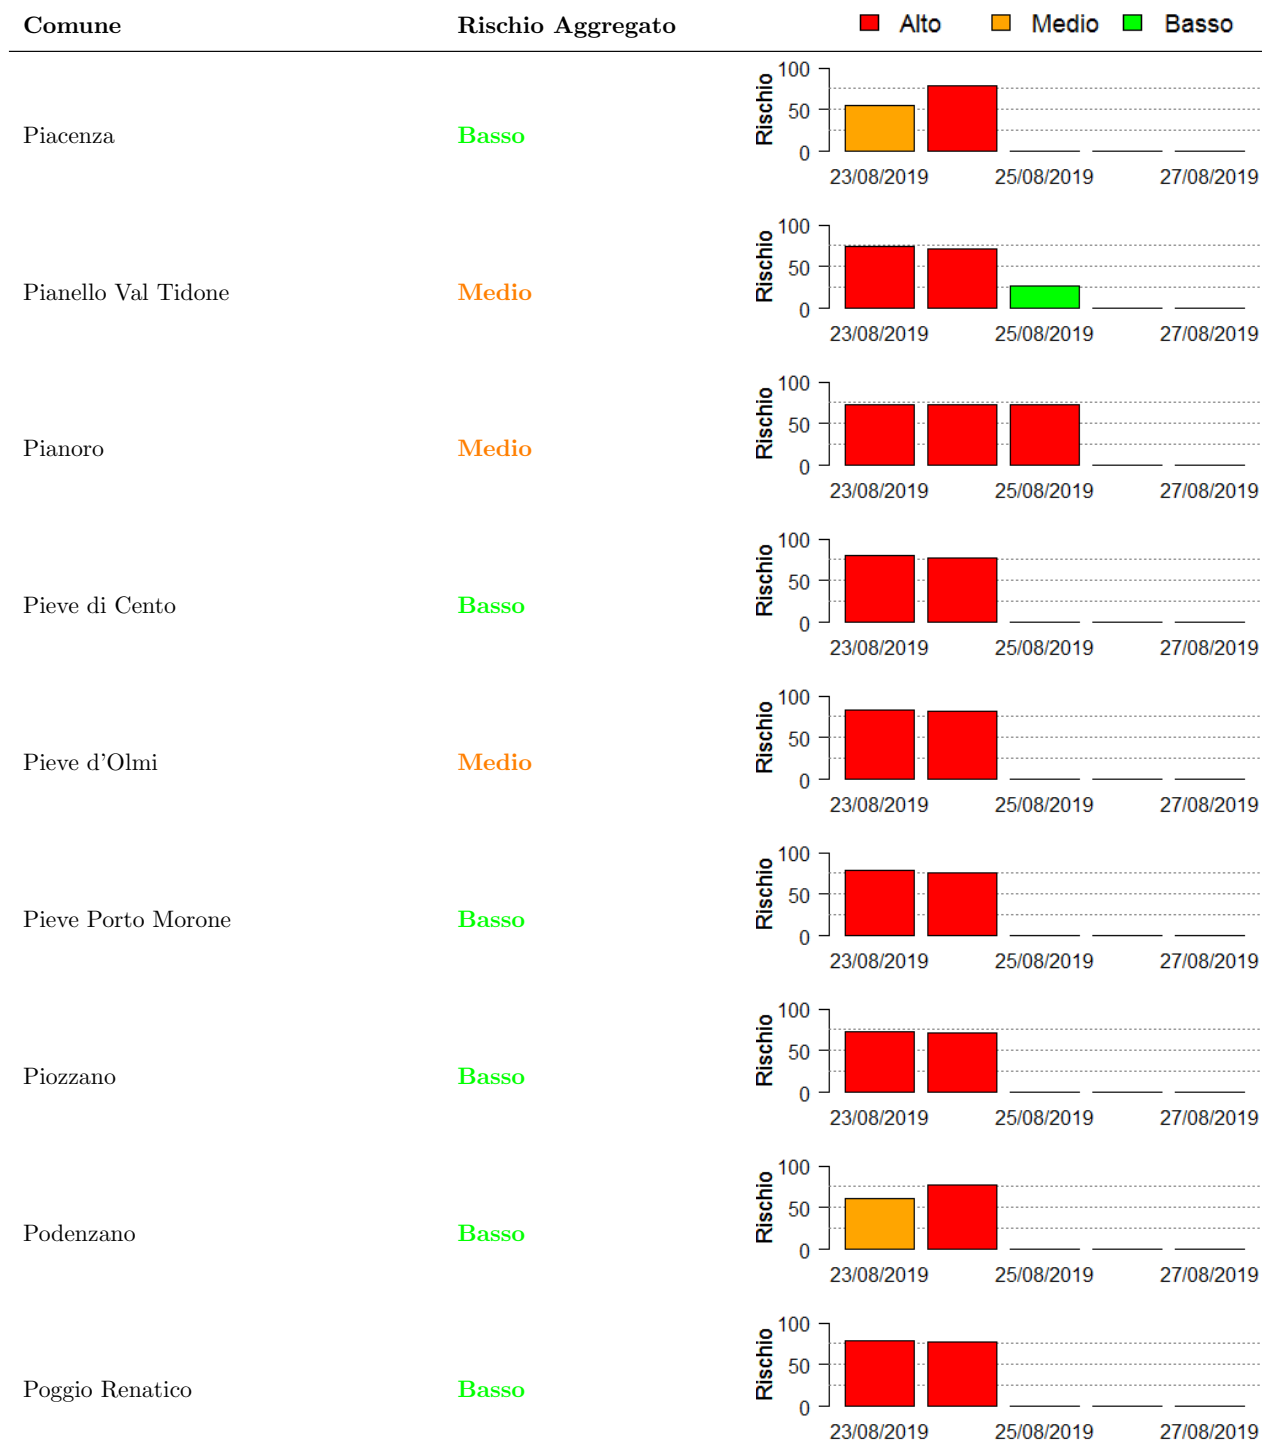 Comune Rischio Aggregato Alto Medio Basso
Piacenza Basso
Rischio
100
50
0
23/08/2019 25/08/2019 27/08/2019
Pianello Val Tidone Medio
Rischio
100
50
0
23/08/2019 25/08/2019 27/08/2019
Pianoro Medio
Rischio
100
50
0
23/08/2019 25/08/2019 27/08/2019
Pieve di Cento Basso
Rischio
100
50
0
23/08/2019 25/08/2019 27/08/2019
Pieve d'Olmi Medio
Rischio
100
50
0
23/08/2019 25/08/2019 27/08/2019
Pieve Porto Morone Basso
Rischio
100
50
0
23/08/2019 25/08/2019 27/08/2019
Piozzano Basso
Rischio
100
50
0
23/08/2019 25/08/2019 27/08/2019
Podenzano Basso
Rischio
100
50
0
23/08/2019 25/08/2019 27/08/2019
Poggio Renatico Basso
Rischio
100
50
0
23/08/2019 25/08/2019 27/08/2019